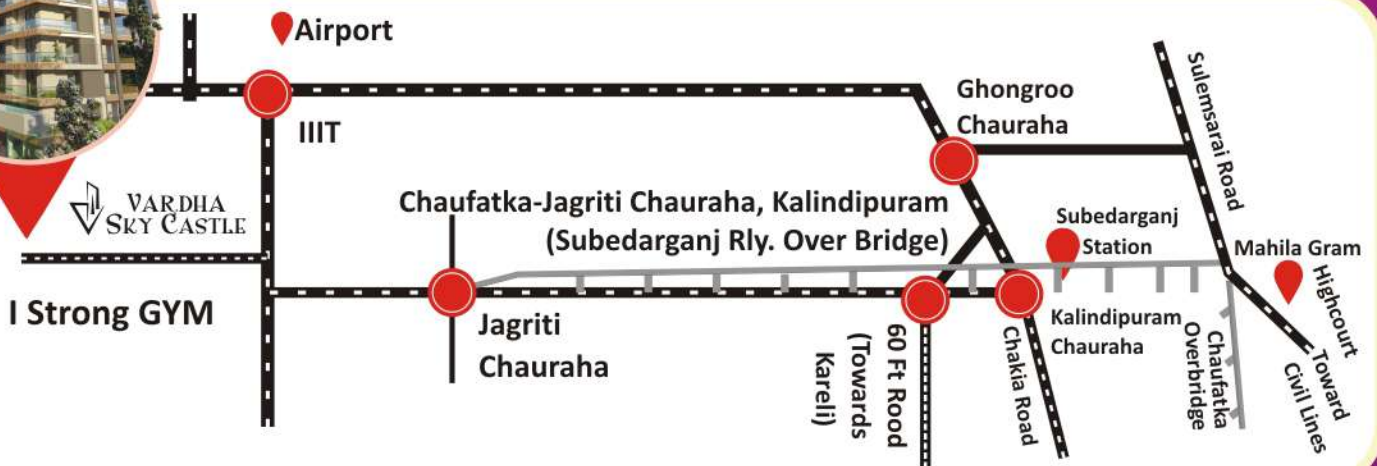 Airport
IIIT
VARDHA
SKY CASTLE
I Strong GYM
Chaufatka-Jagriti Chauraha, Kalindipuram
(Subedarganj Rly. Over Bridge)
Jagriti
Chauraha
Ghongroo
Chauraha
Sulemsarai Road
Subedarganj
Station
Mahila Gram
Highcourt
Kalindipuram
Chauraha
60 Ft Rood
(Towards
Kareli)
Chakia Road
Chaufatka
Overbridge
Toward
Civil Lines